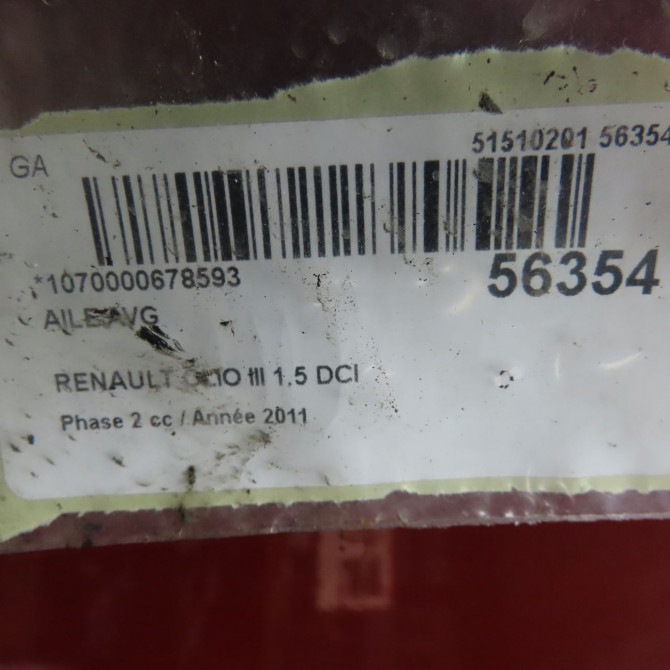 GA
51510201 56354
*1070000678593
56354
AILE AVG
RENAULT CLIO III 1.5 DCI
Phase 2 cc / Année 2011